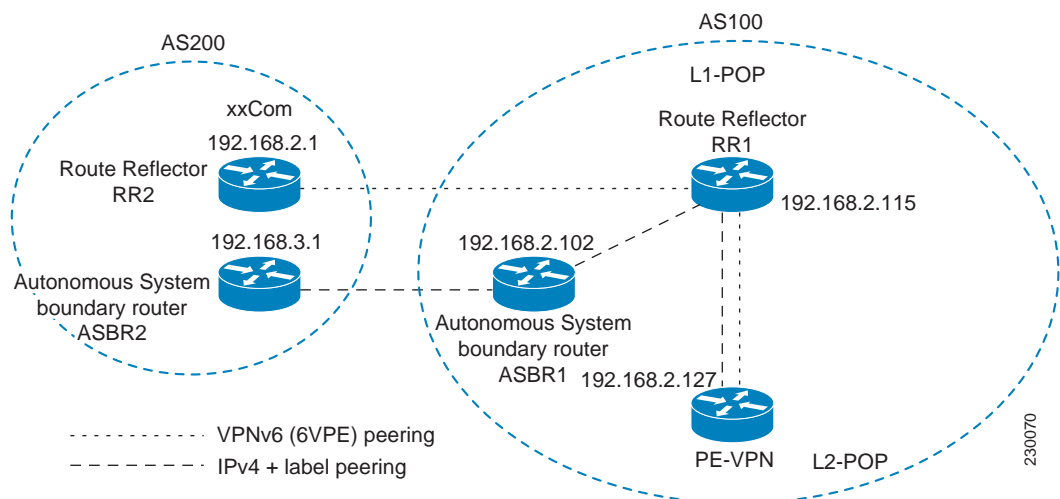 AS200
AS100
L1-POP
xxCom
192.168.2.1
Route Reflector
RR2
Route Reflector
RR1
192.168.2.115
192.168.3.1
192.168.2.102
Autonomous System
boundary router
ASBR2
Autonomous System
boundary router
ASBR1
192.168.2.127
PE-VPN
L2-POP
VPNv6 (6VPE) peering
IPv4 + label peering
230070